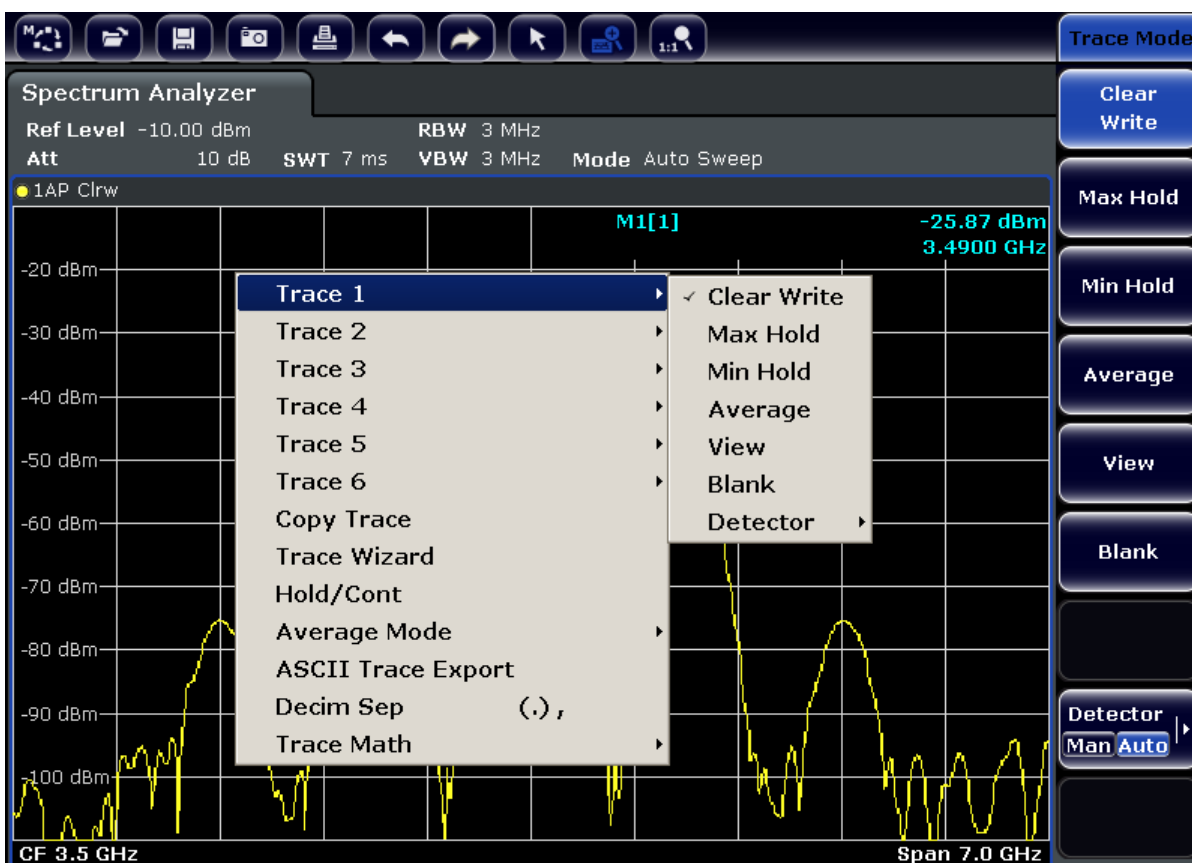 M
1:1
Trace Mode
Spectrum Analyzer
Ref Level -10.00 dBm RBW 3 MHz
Att 10 dB SWT 7 ms VBW 3 MHz Mode Auto Sweep
1AP Clrw
M1[1] -25.87 dBm
3.4900 GHz
-20 dBm
-30 dBm
-40 dBm
-50 dBm
-60 dBm
-70 dBm
-80 dBm
-90 dBm
-100 dBm
Trace 1
Trace 2
Trace 3
Trace 4
Trace 5
Trace 6
Copy Trace
Trace Wizard
Hold/Cont
Average Mode
ASCII Trace Export
Decim Sep (.) ,
Trace Math
Clear Write
Max Hold
Min Hold
Average
View
Blank
Detector
CF 3.5 GHz Span 7.0 GHz
Clear
Write
Max Hold
Min Hold
Average
View
Blank
Detector
Man Auto